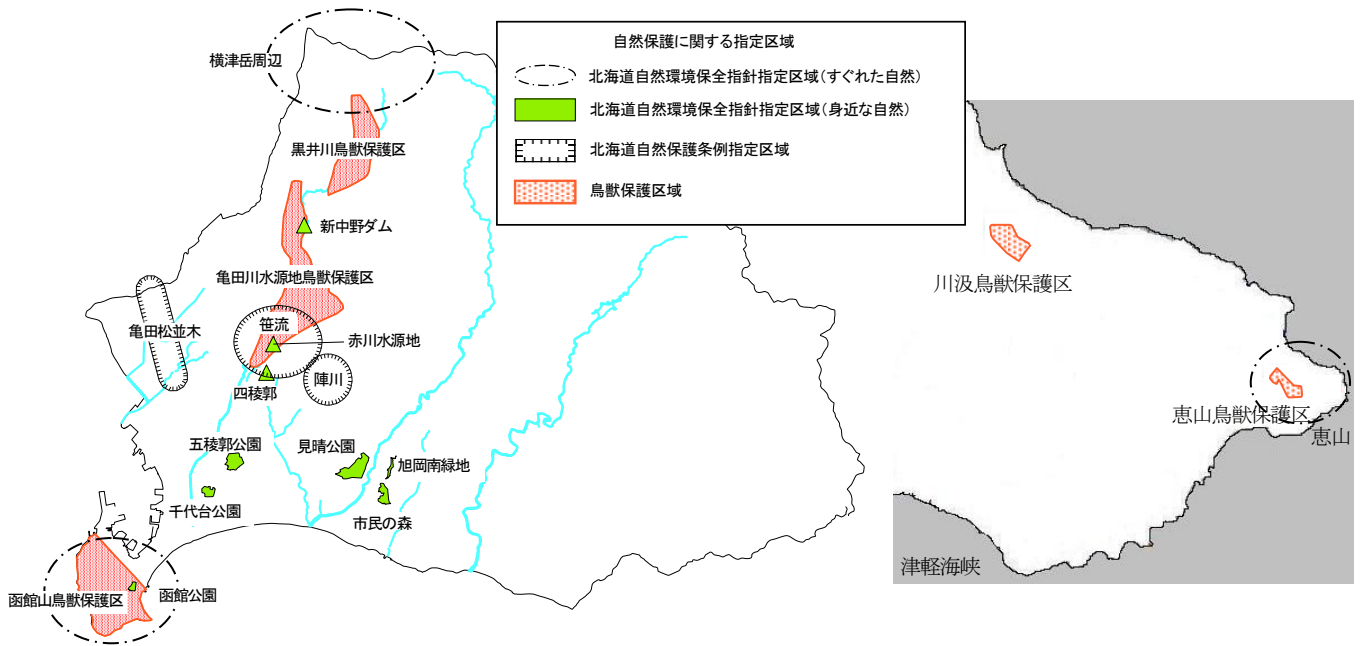 自然保護に関する指定区域
北海道自然環境保全指針指定区域(すぐれた自然)
北海道自然環境保全指針指定区域(身近な自然)
北海道自然保護条例指定区域
鳥獣保護区域
横津岳周辺
黒井川鳥獣保護区
新中野ダム
亀田川水源地鳥獣保護区
亀田松並木
笹流
赤川水源地
陣川
四稜郭
五稜郭公園
見晴公園
旭岡南緑地
千代台公園
市民の森
函館山鳥獣保護区
函館公園
川汲鳥獣保護区
恵山鳥獣保護区
恵山
津軽海峡